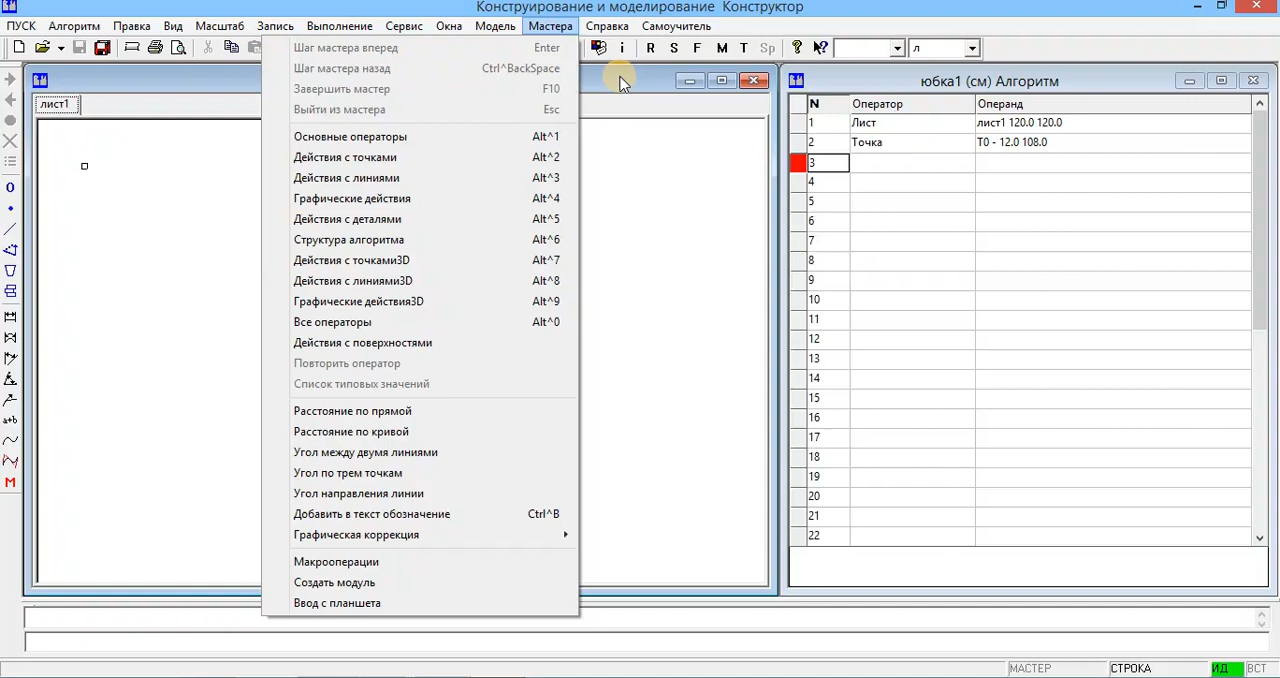 Конструирование и моделирование Конструктор
ПУСК Алгоритм Правка Вид Масштаб Запись Выполнение Сервис Окна Модель Мастера Справка Самоучитель
i R S F M T Sp ? ? л
лист1
Шаг мастера вперед Enter
Шаг мастера назад Ctrl^BackSpace
Завершить мастер F10
Выйти из мастера Esc
Основные операторы Alt^1
Действия с точками Alt^2
Действия с линиями Alt^3
Графические действия Alt^4
Действия с деталями Alt^5
Структура алгоритма Alt^6
Действия с точками3D Alt^7
Действия с линиями3D Alt^8
Графические действия3D Alt^9
Все операторы Alt^0
Действия с поверхностями
Повторить оператор
Список типовых значений
Расстояние по прямой
Расстояние по кривой
Угол между двумя линиями
Угол по трем точкам
Угол направления линии
Добавить в текст обозначение Ctrl^B
Графическая коррекция
Макрооперации
Создать модуль
Ввод с планшета
юбка1 (см) Алгоритм
N Оператор Операнд
1 Лист лист1 120.0 120.0
2 Точка Т0 - 12.0 108.0
3
4
5
6
7
8
9
10
11
12
13
14
15
16
17
18
19
20
21
22
0
a+b
M
МАСТЕР СТРОКА ИД ВСТ